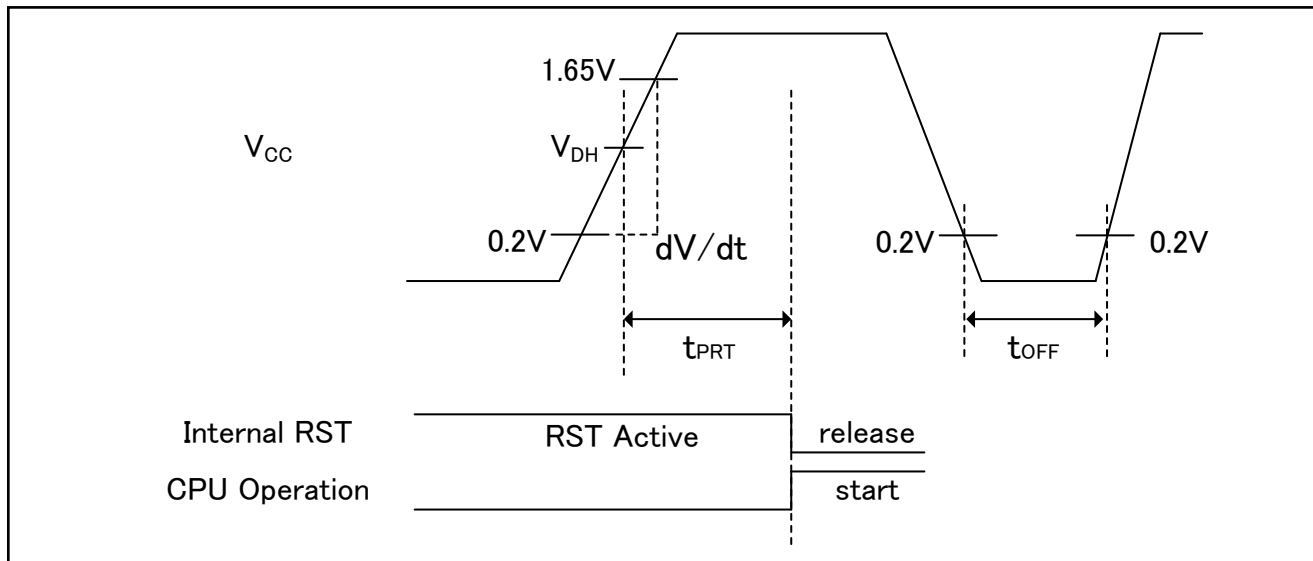 1.65V
VCC
VDH
0.2V
dV/dt
0.2V
0.2V
tPRT
tOFF
Internal RST
RST Active
release
CPU Operation
start